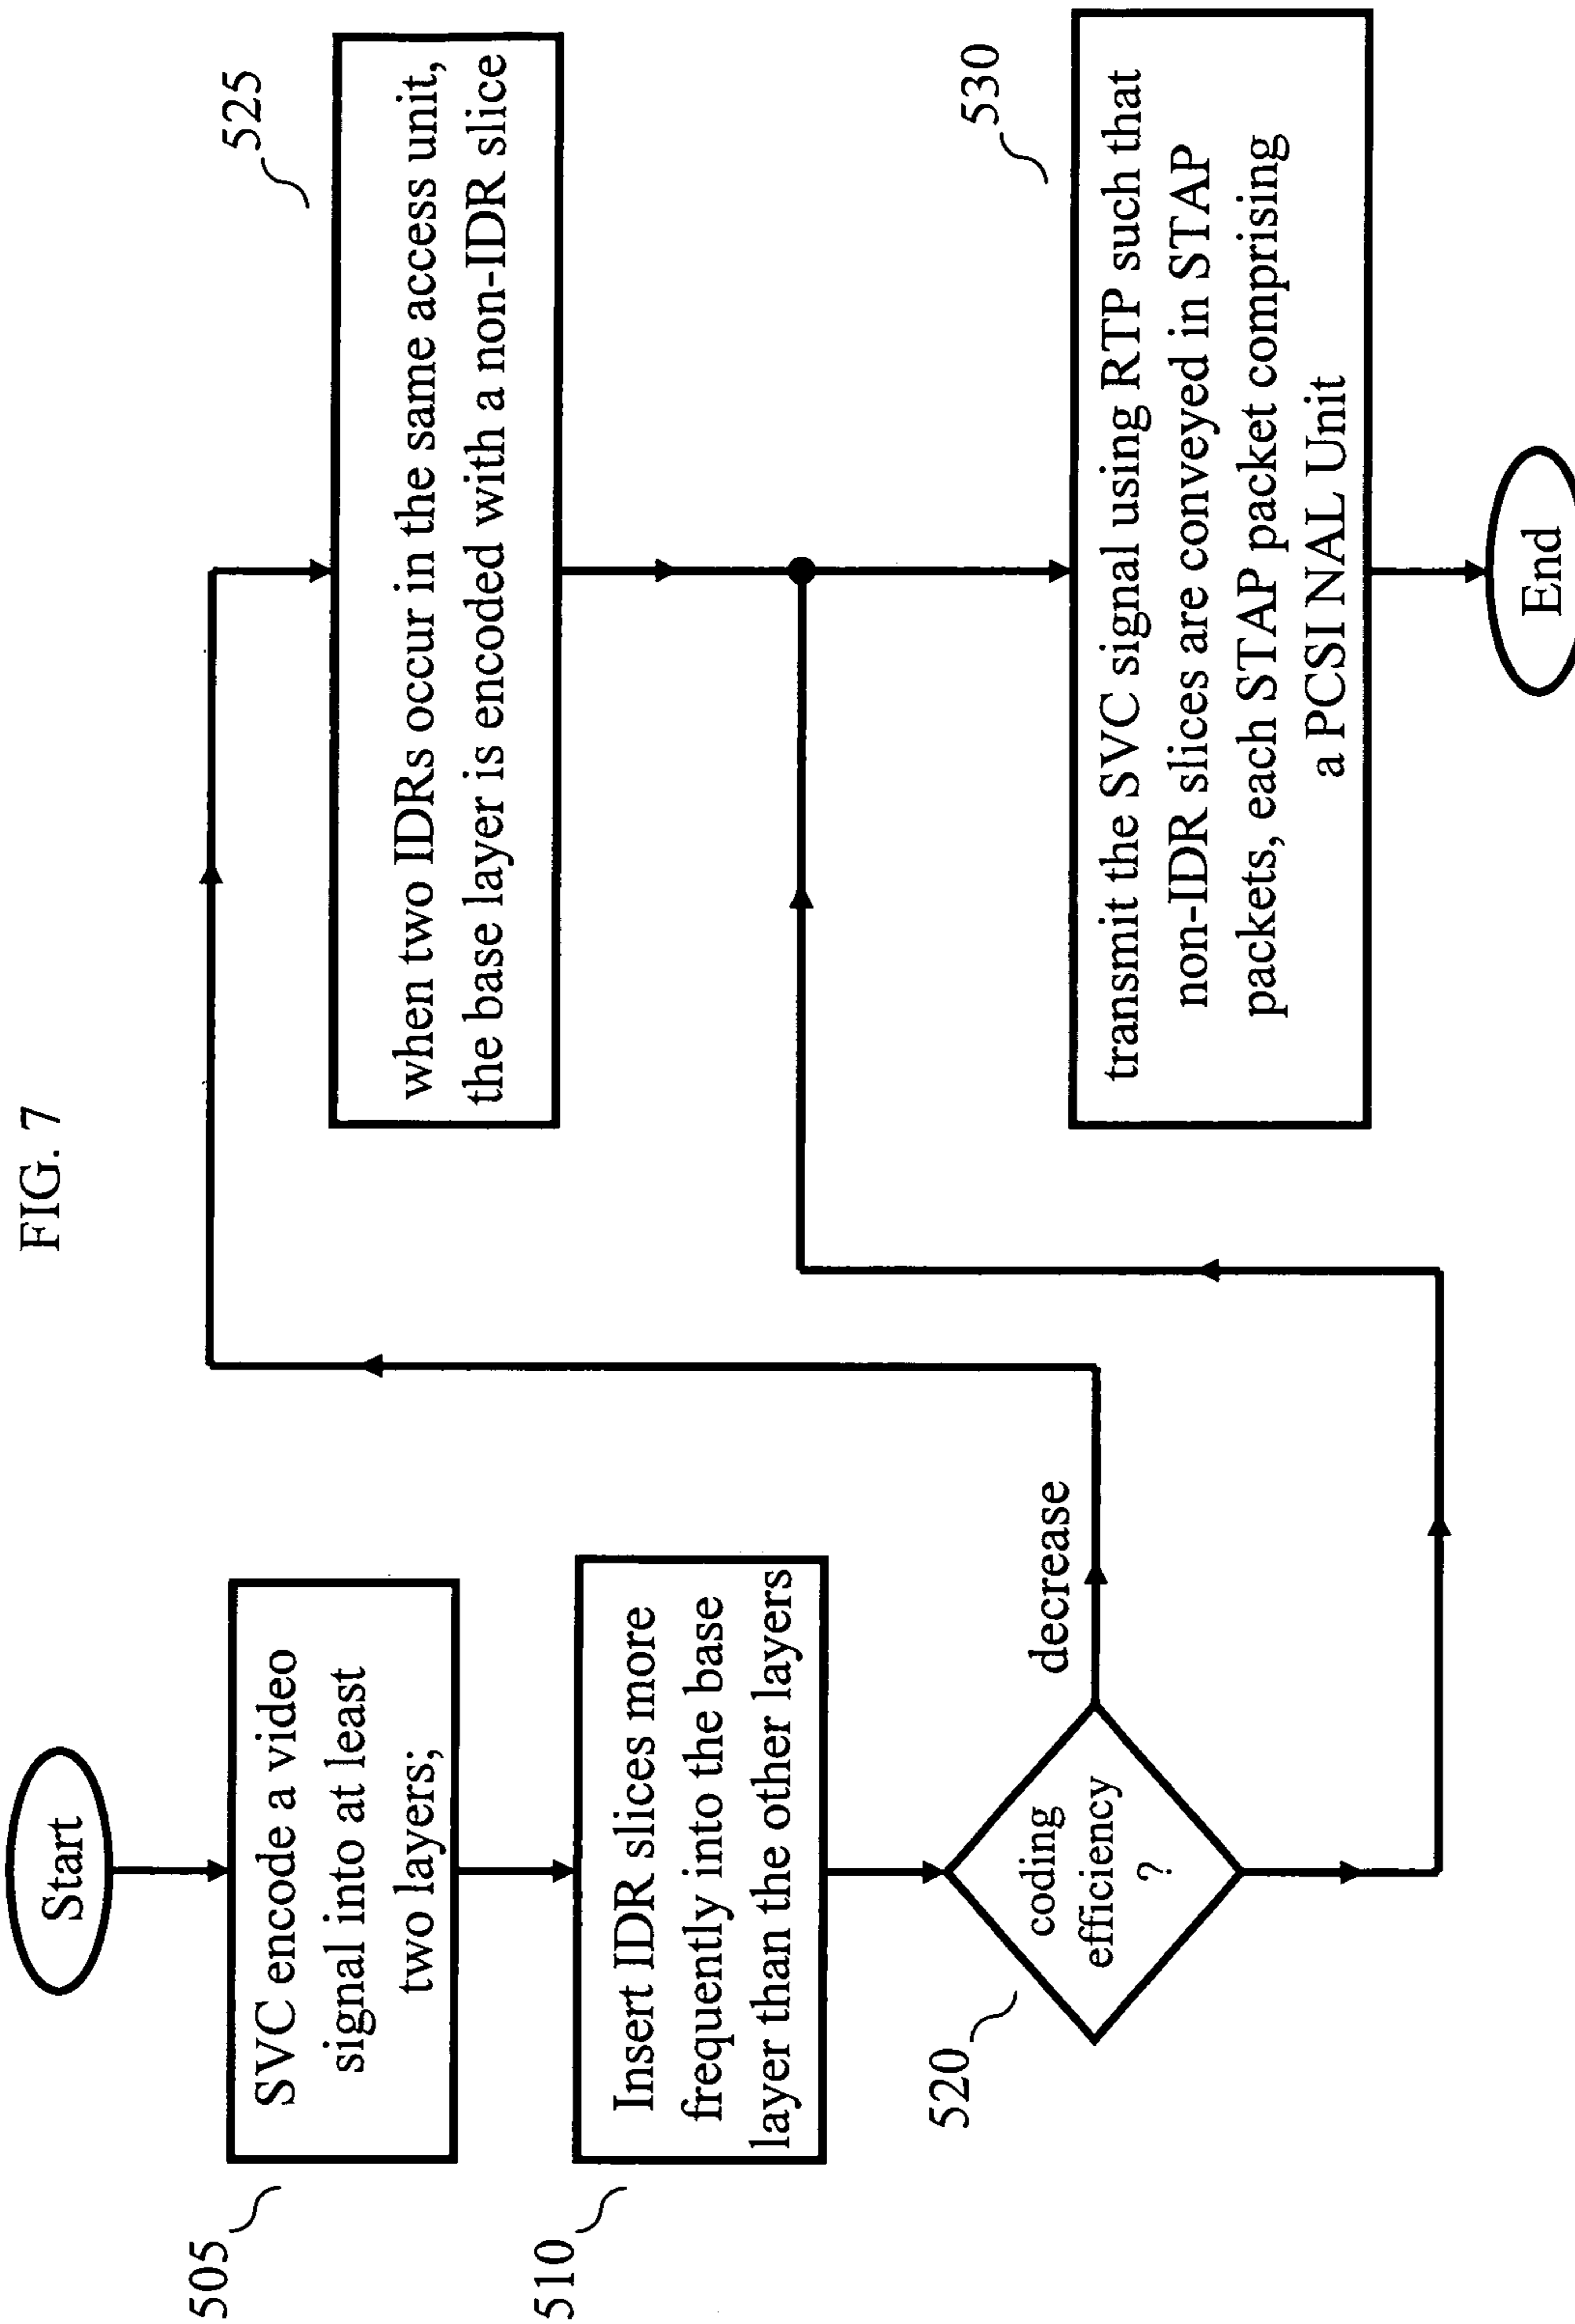 FIG. 7
Start
505
SVC encode a video
signal into at least
two layers;
510
Insert IDR slices more
frequently into the base
layer than the other layers
520
coding
efficiency
?
decrease
525
when two IDRs occur in the same access unit,
the base layer is encoded with a non-IDR slice
530
transmit the SVC signal using RTP such that
non-IDR slices are conveyed in STAP
packets, each STAP packet comprising
a PCSI NAL Unit
End